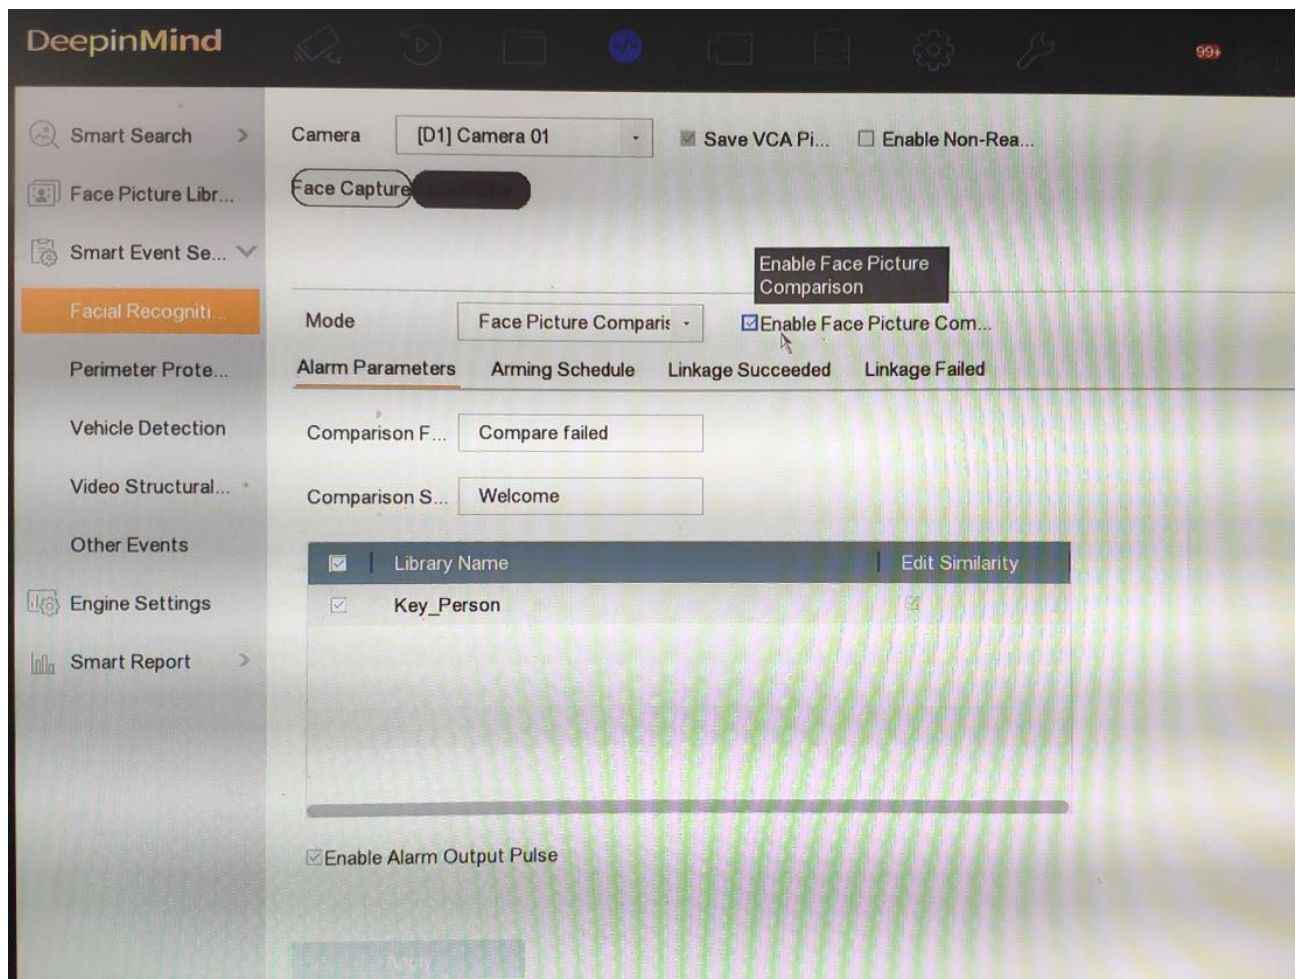 DeepinMind
99+
Smart Search
Face Picture Libr...
Smart Event Se...
Facial Recogniti...
Perimeter Prote...
Vehicle Detection
Video Structural...
Other Events
Engine Settings
Smart Report
Camera [D1] Camera 01 Save VCA Pi... Enable Non-Rea...
Face Capture
Enable Face Picture
Comparison
Mode Face Picture Comparis Enable Face Picture Com...
Alarm Parameters Arming Schedule Linkage Succeeded Linkage Failed
Comparison F... Compare failed
Comparison S... Welcome
Library Name Edit Similarity
Key_Person
Enable Alarm Output Pulse
Apply